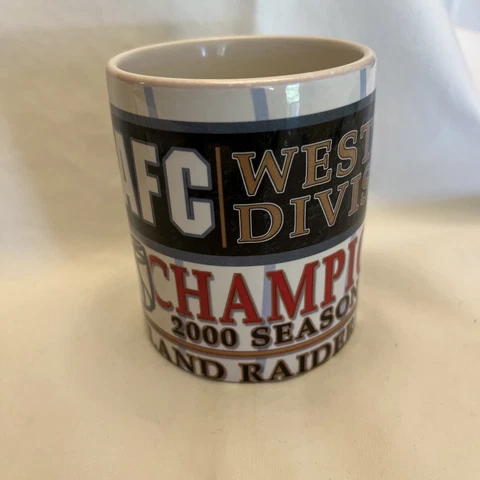 AFC WEST
DIVIS
CHAMPIO
2000 SEASON
LAND RAIDER